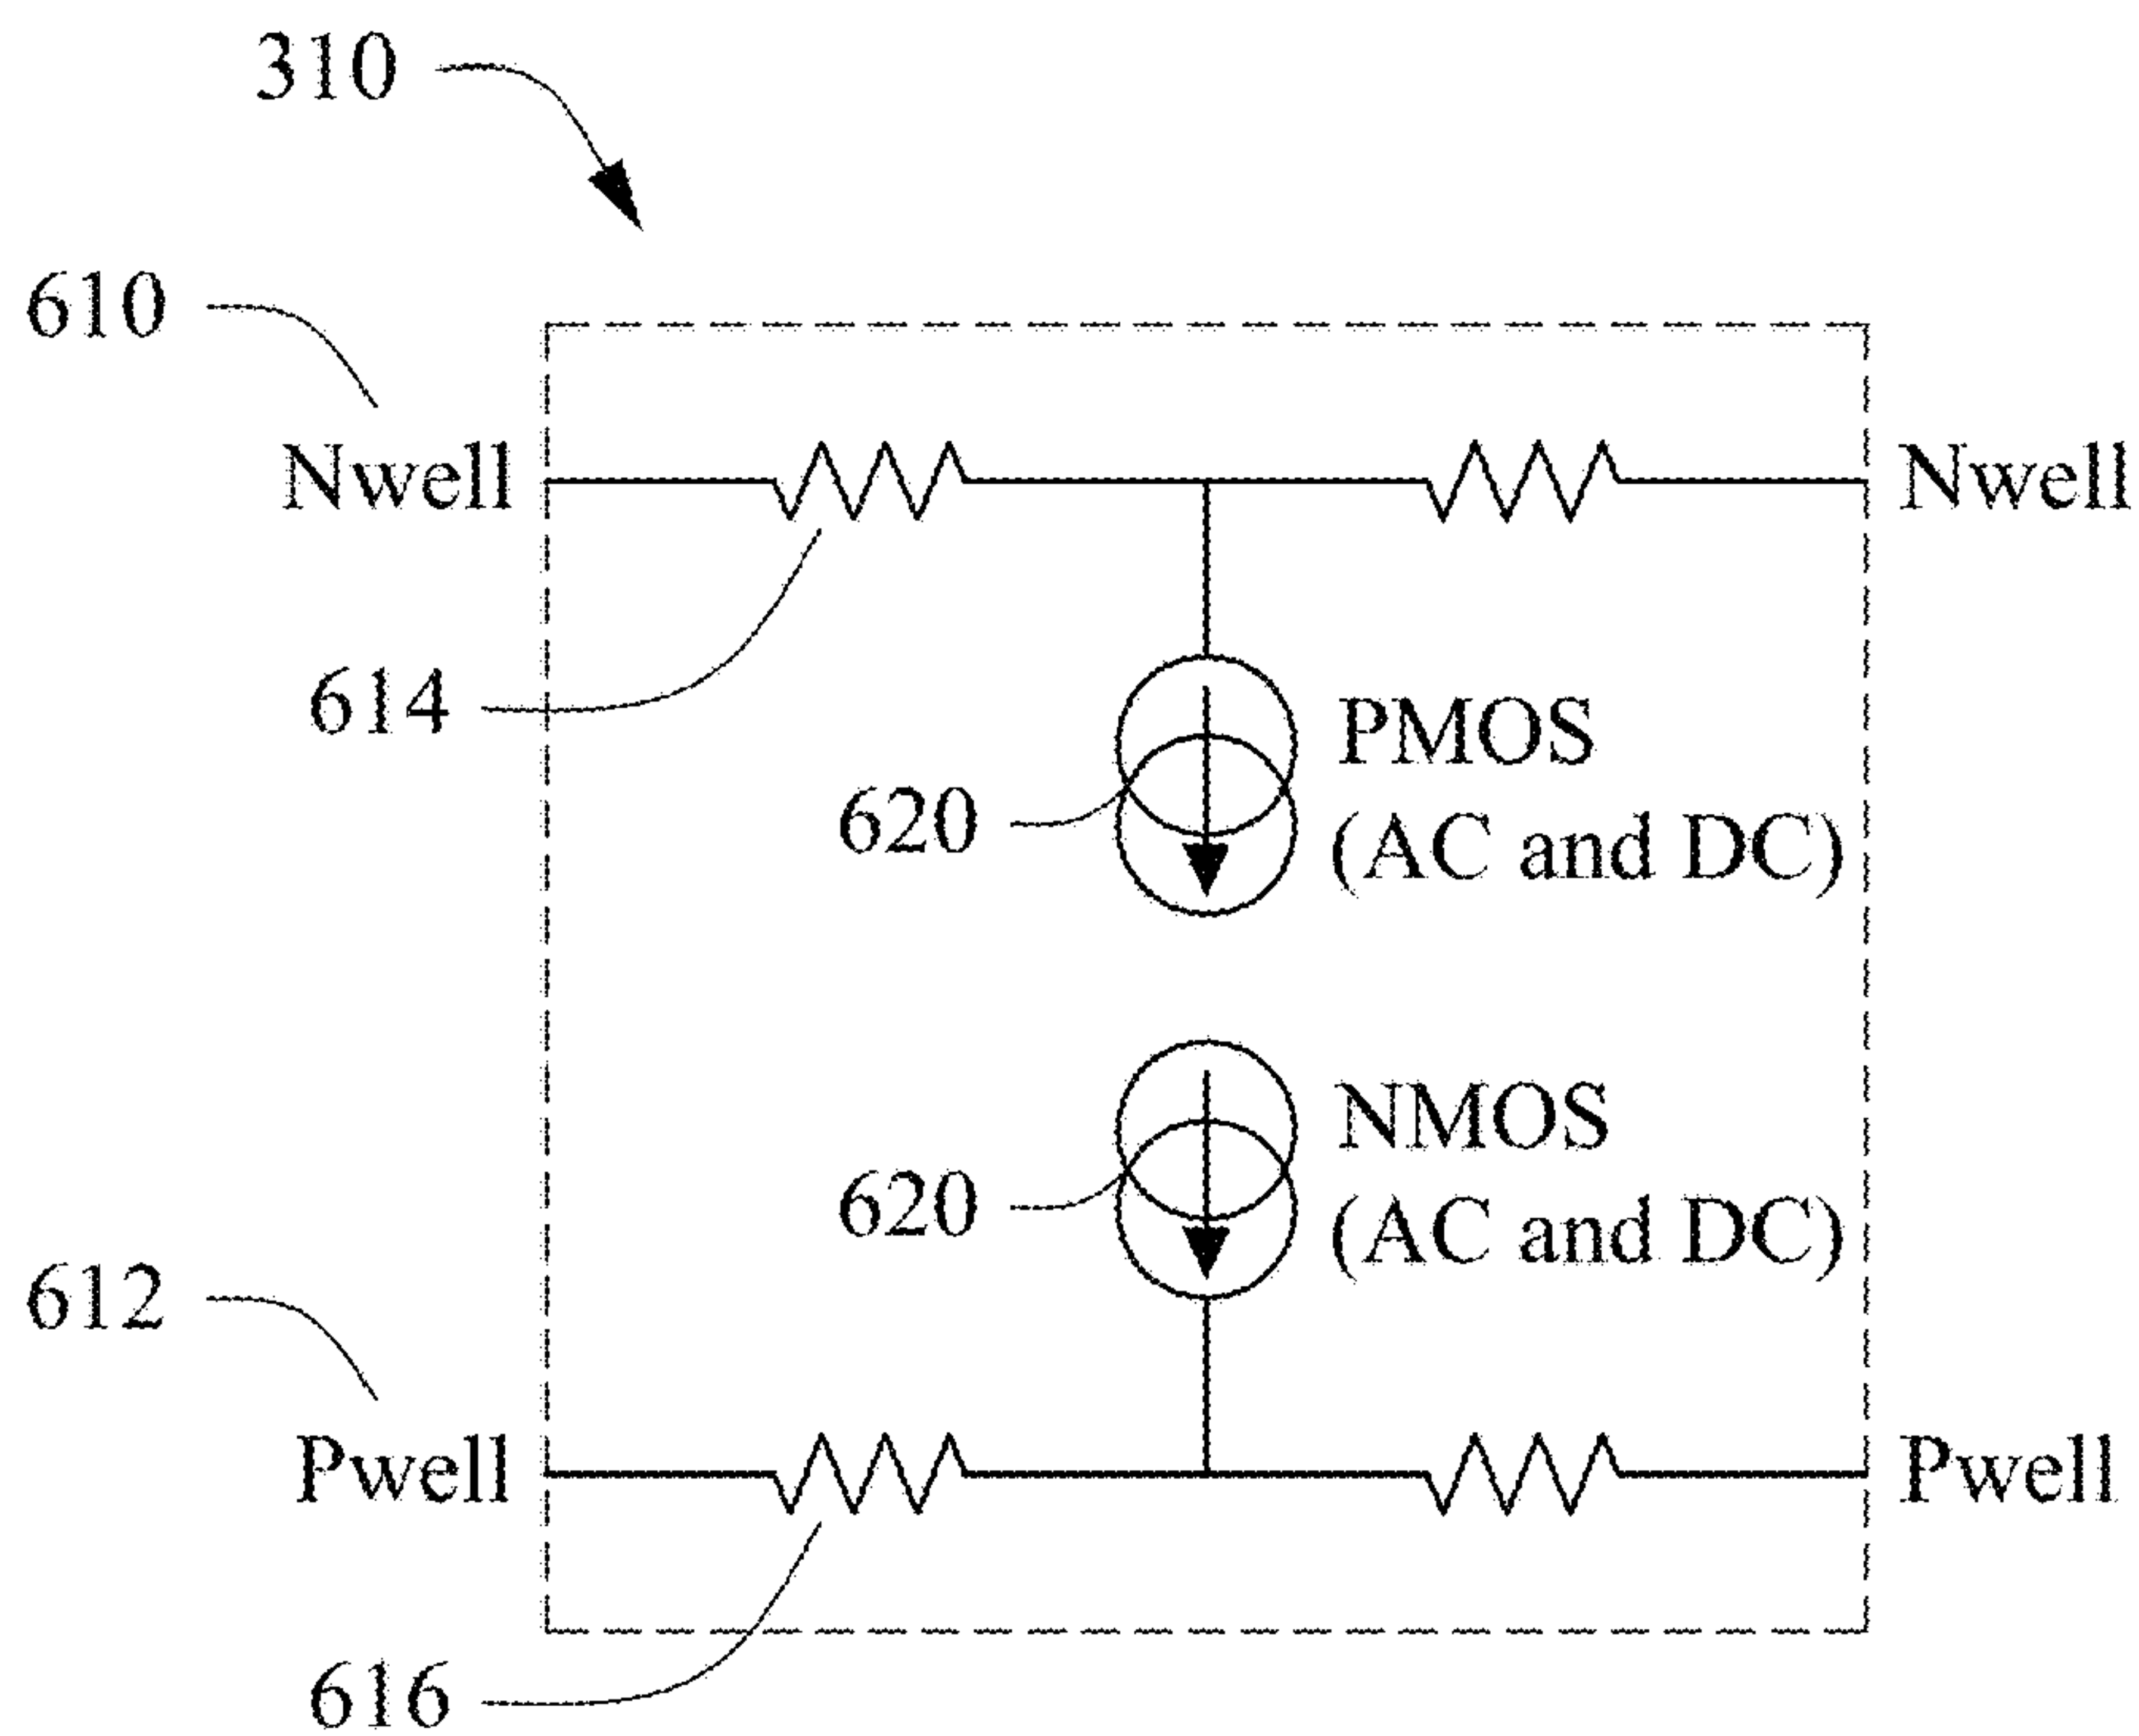 310
610
Nwell
Nwell
614
PMOS
620
(AC and DC)
NMOS
620
(AC and DC)
612
Pwell
Pwell
616